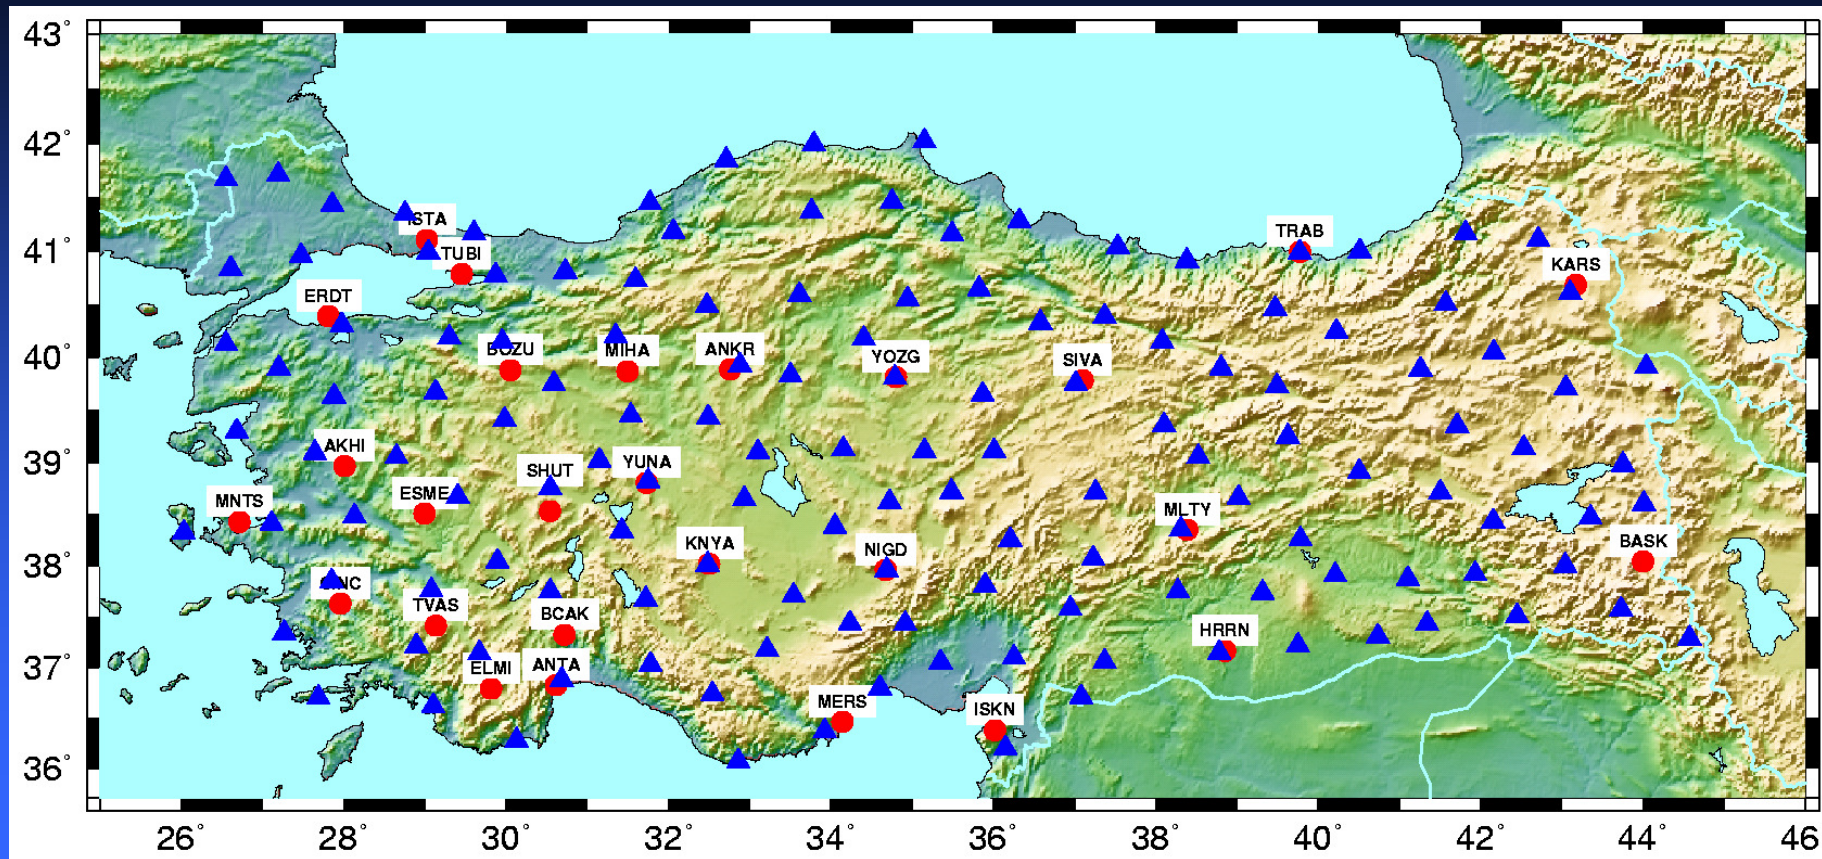 43°
42°
41°
40°
39°
38°
37°
36°
ISTA
TUBI
TRAB
KARS
ERDT
BOZU
MIHA
ANKR
YOZG
SIVA
AKHI
SHUT
YUNA
MNTS
ESME
MLTY
KNYA
NIGD
BASK
TVAS
BCAK
HRRN
ELMI
ANTA
MERS
ISKN
26° 28° 30° 32° 34° 36° 38° 40° 42° 44° 46